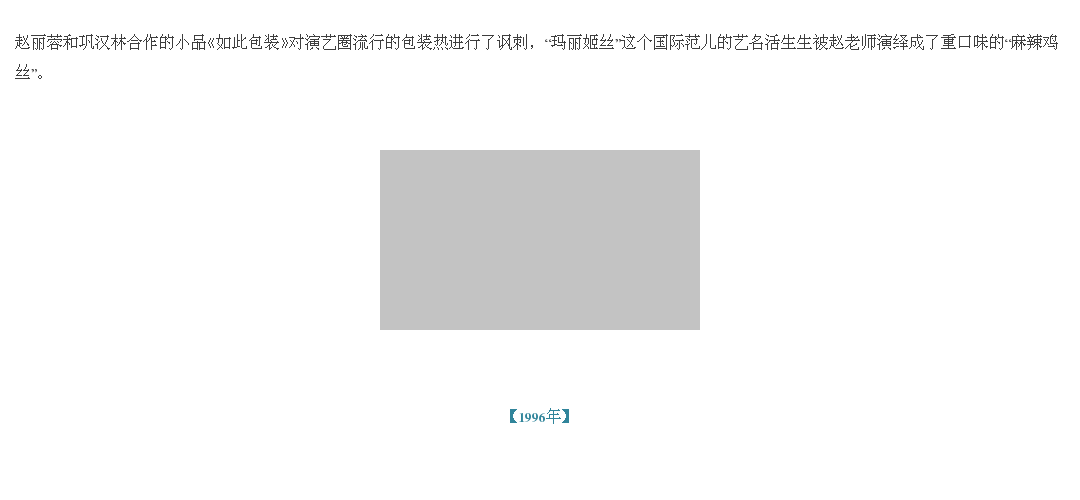 赵丽蓉和巩汉林合作的小品《如此包装》对演艺圈流行的包装热进行了讽刺，“玛丽姬丝”这个国际范儿的艺名活生生被赵老师演绎成了重口味的“麻辣鸡
丝”。
【1996年】